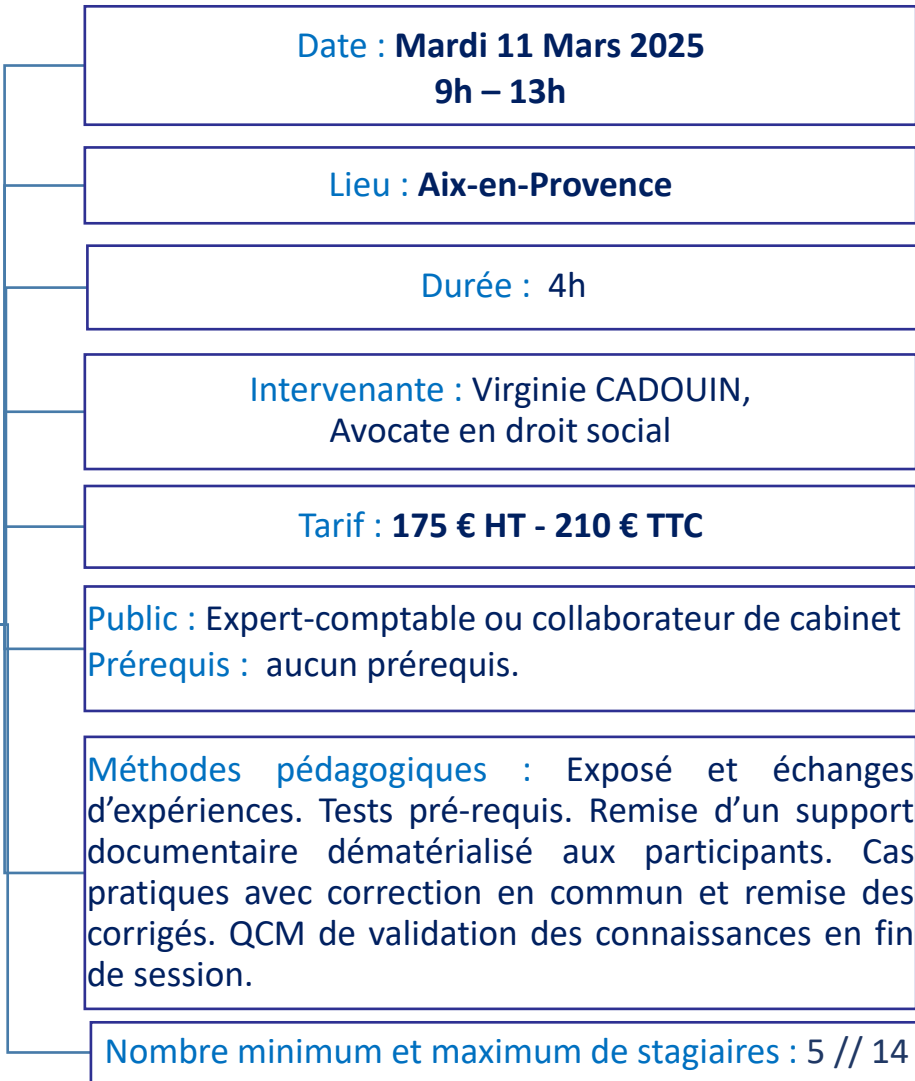 Date : Mardi 11 Mars 2025
9h – 13h
Lieu : Aix-en-Provence
Durée : 4h
Intervenante : Virginie CADOUIN,
Avocate en droit social
Tarif : 175 € HT - 210 € TTC
Public : Expert-comptable ou collaborateur de cabinet
Prérequis : aucun prérequis.
Méthodes pédagogiques : Exposé et échanges
d’expériences. Tests pré-requis. Remise d’un support
documentaire dématérialisé aux participants. Cas
pratiques avec correction en commun et remise des
corrigés. QCM de validation des connaissances en fin
de session.
Nombre minimum et maximum de stagiaires : 5 // 14